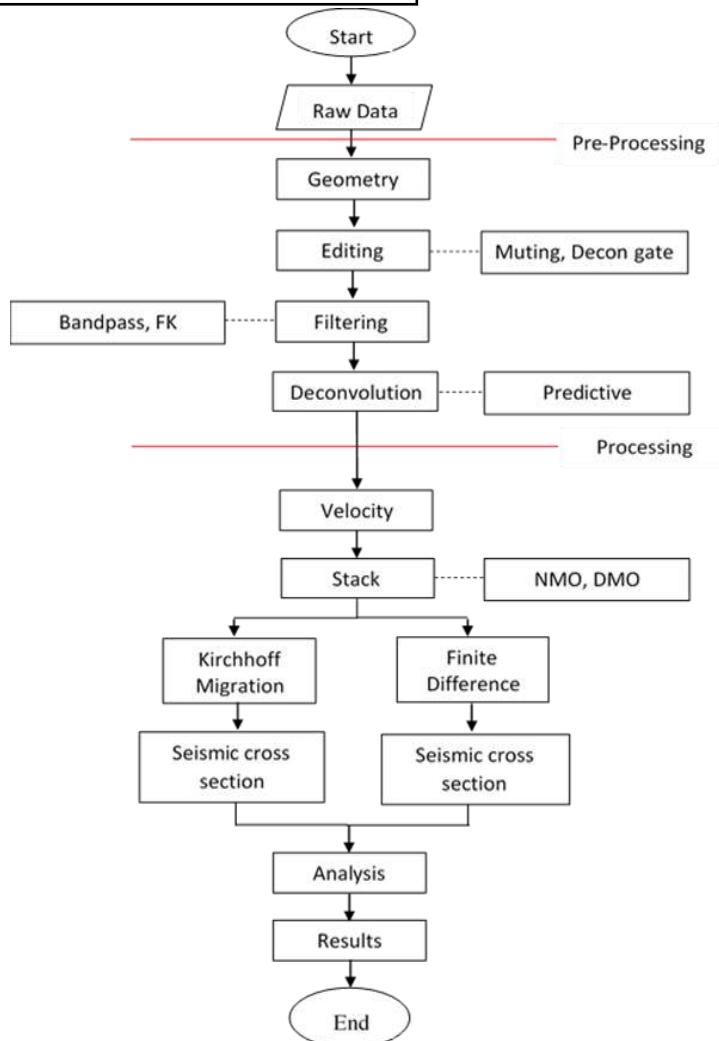 Start
Raw Data
Pre-Processing
Geometry
Editing
Muting, Decon gate
Bandpass, FK
Filtering
Deconvolution
Predictive
Processing
Velocity
Stack
NMO, DMO
Kirchhoff
Migration
Finite
Difference
Seismic cross
section
Seismic cross
section
Analysis
Results
End